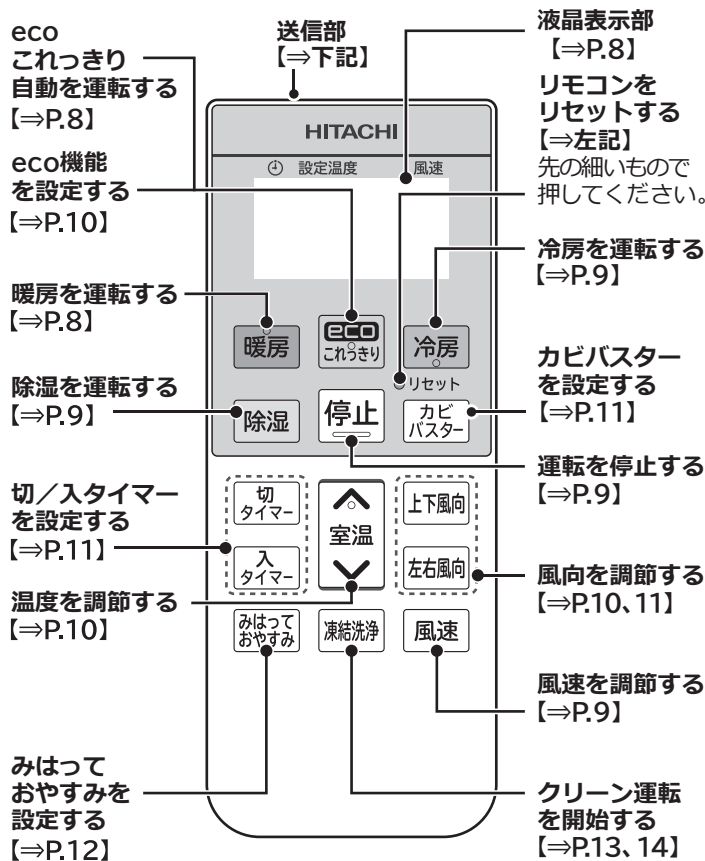 eco
これっきり
自動を運転する
【⇒P.8】
eco機能
を設定する
【⇒P.10】
暖房を運転する
【⇒P.8】
除湿を運転する
【⇒P.9】
切／入タイマー
を設定する
【⇒P.11】
温度を調節する
【⇒P.10】
みはって
おやすみを
設定する
【⇒P.12】
送信部
【⇒下記】
HITACHI
設定温度
風速
暖房
eco
これっきり
冷房
リセット
除湿
停止
カビ
バスター
切
タイマー
室温
上下風向
入
タイマー
左右風向
みはって
おやすみ
凍結洗浄
風速
液晶表示部
【⇒P.8】
リモコンを
リセットする
【⇒左記】
先の細いもので
押してください。
冷房を運転する
【⇒P.9】
カビバスター
を設定する
【⇒P.11】
運転を停止する
【⇒P.9】
風向を調節する
【⇒P.10、11】
風速を調節する
【⇒P.9】
クリーン運転
を開始する
【⇒P.13、14】